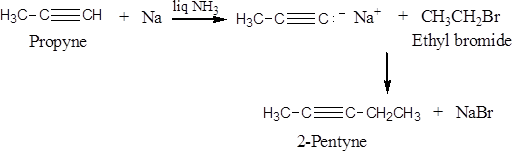 H₃C-C≡CH + Na liq NH₃ H₃C-C≡C:⁻ Na⁺ + CH₃CH₂Br
Propyne Ethyl bromide
H₃C-C≡C-CH₂CH₃ + NaBr
2-Pentyne